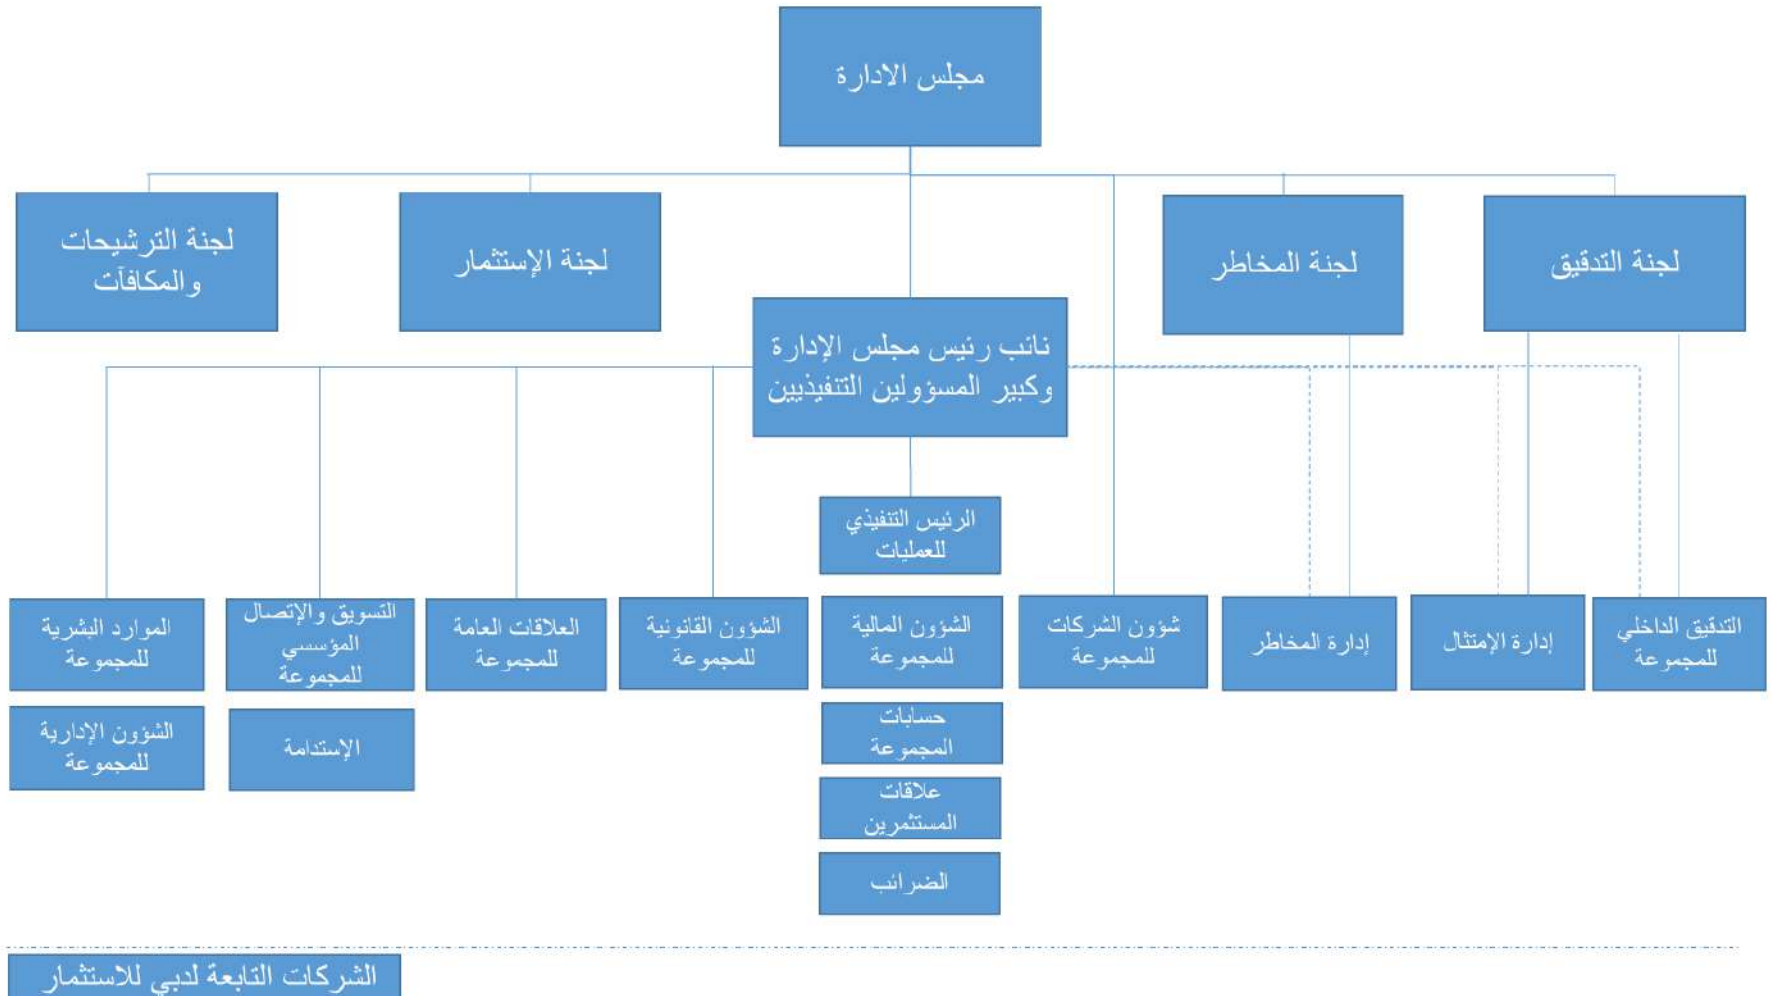 مجلس الادارة
لجنة التدقيق
لجنة المخاطر
لجنة الإستثمار
لجنة الترشيحات
والمكافآت
نائب رئيس مجلس الإدارة
وكبير المسؤولين التنفيذيين
الرئيس التنفيذي
للعمليات
التدقيق الداخلي
للمجموعة
إدارة الإمتثال
إدارة المخاطر
شؤون الشركات
للمجموعة
الشؤون المالية
للمجموعة
الشؤون القانونية
للمجموعة
العلاقات العامة
للمجموعة
التسويق والإتصال
المؤسسي
للمجموعة
الموارد البشرية
للمجموعة
حسابات
المجموعة
الإستدامة
الشؤون الإدارية
للمجموعة
علاقات
المستثمرين
الضرائب
الشركات التابعة لدبي للاستثمار